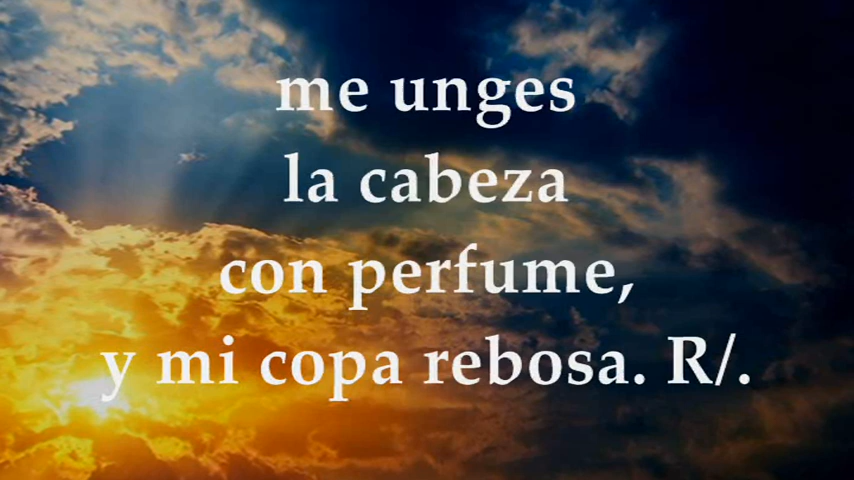 me unges
la cabeza
con perfume,
y mi copa rebosa. R/.